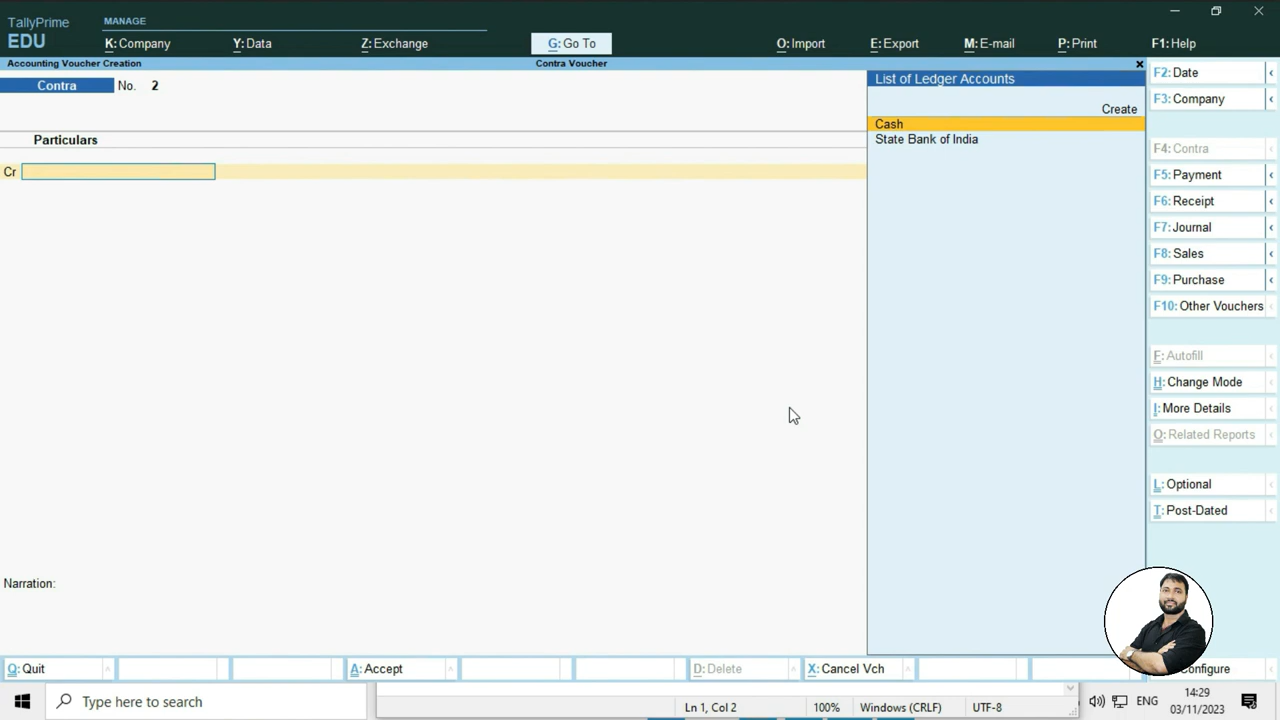 TallyPrime
EDU
MANAGE
K: Company
Y: Data
Z: Exchange
G: Go To
O: Import
E: Export
M: E-mail
P: Print
F1: Help
Accounting Voucher Creation
Contra Voucher
Contra No. 2
Particulars
Cr
List of Ledger Accounts
Create
Cash
State Bank of India
F2: Date
F3: Company
F4: Contra
F5: Payment
F6: Receipt
F7: Journal
F8: Sales
F9: Purchase
F10: Other Vouchers
F: Autofill
H: Change Mode
I: More Details
O: Related Reports
L: Optional
T: Post-Dated
Narration:
Q: Quit
A: Accept
D: Delete
X: Cancel Vch
Type here to search
Ln 1, Col 2
100%
Windows (CRLF)
UTF-8
ENG
14:29
03/11/2023